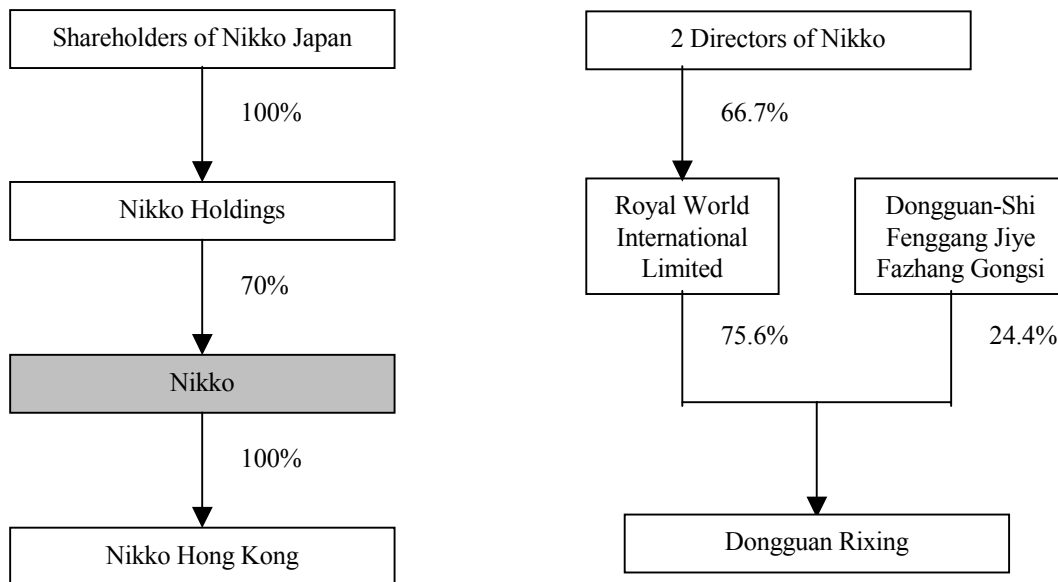 Shareholders of Nikko Japan
100%
Nikko Holdings
70%
Nikko
100%
Nikko Hong Kong
2 Directors of Nikko
66.7%
Royal World
International
Limited
Dongguan-Shi
Fenggang Jiye
Fazhang Gongsi
75.6%
24.4%
Dongguan Rixing